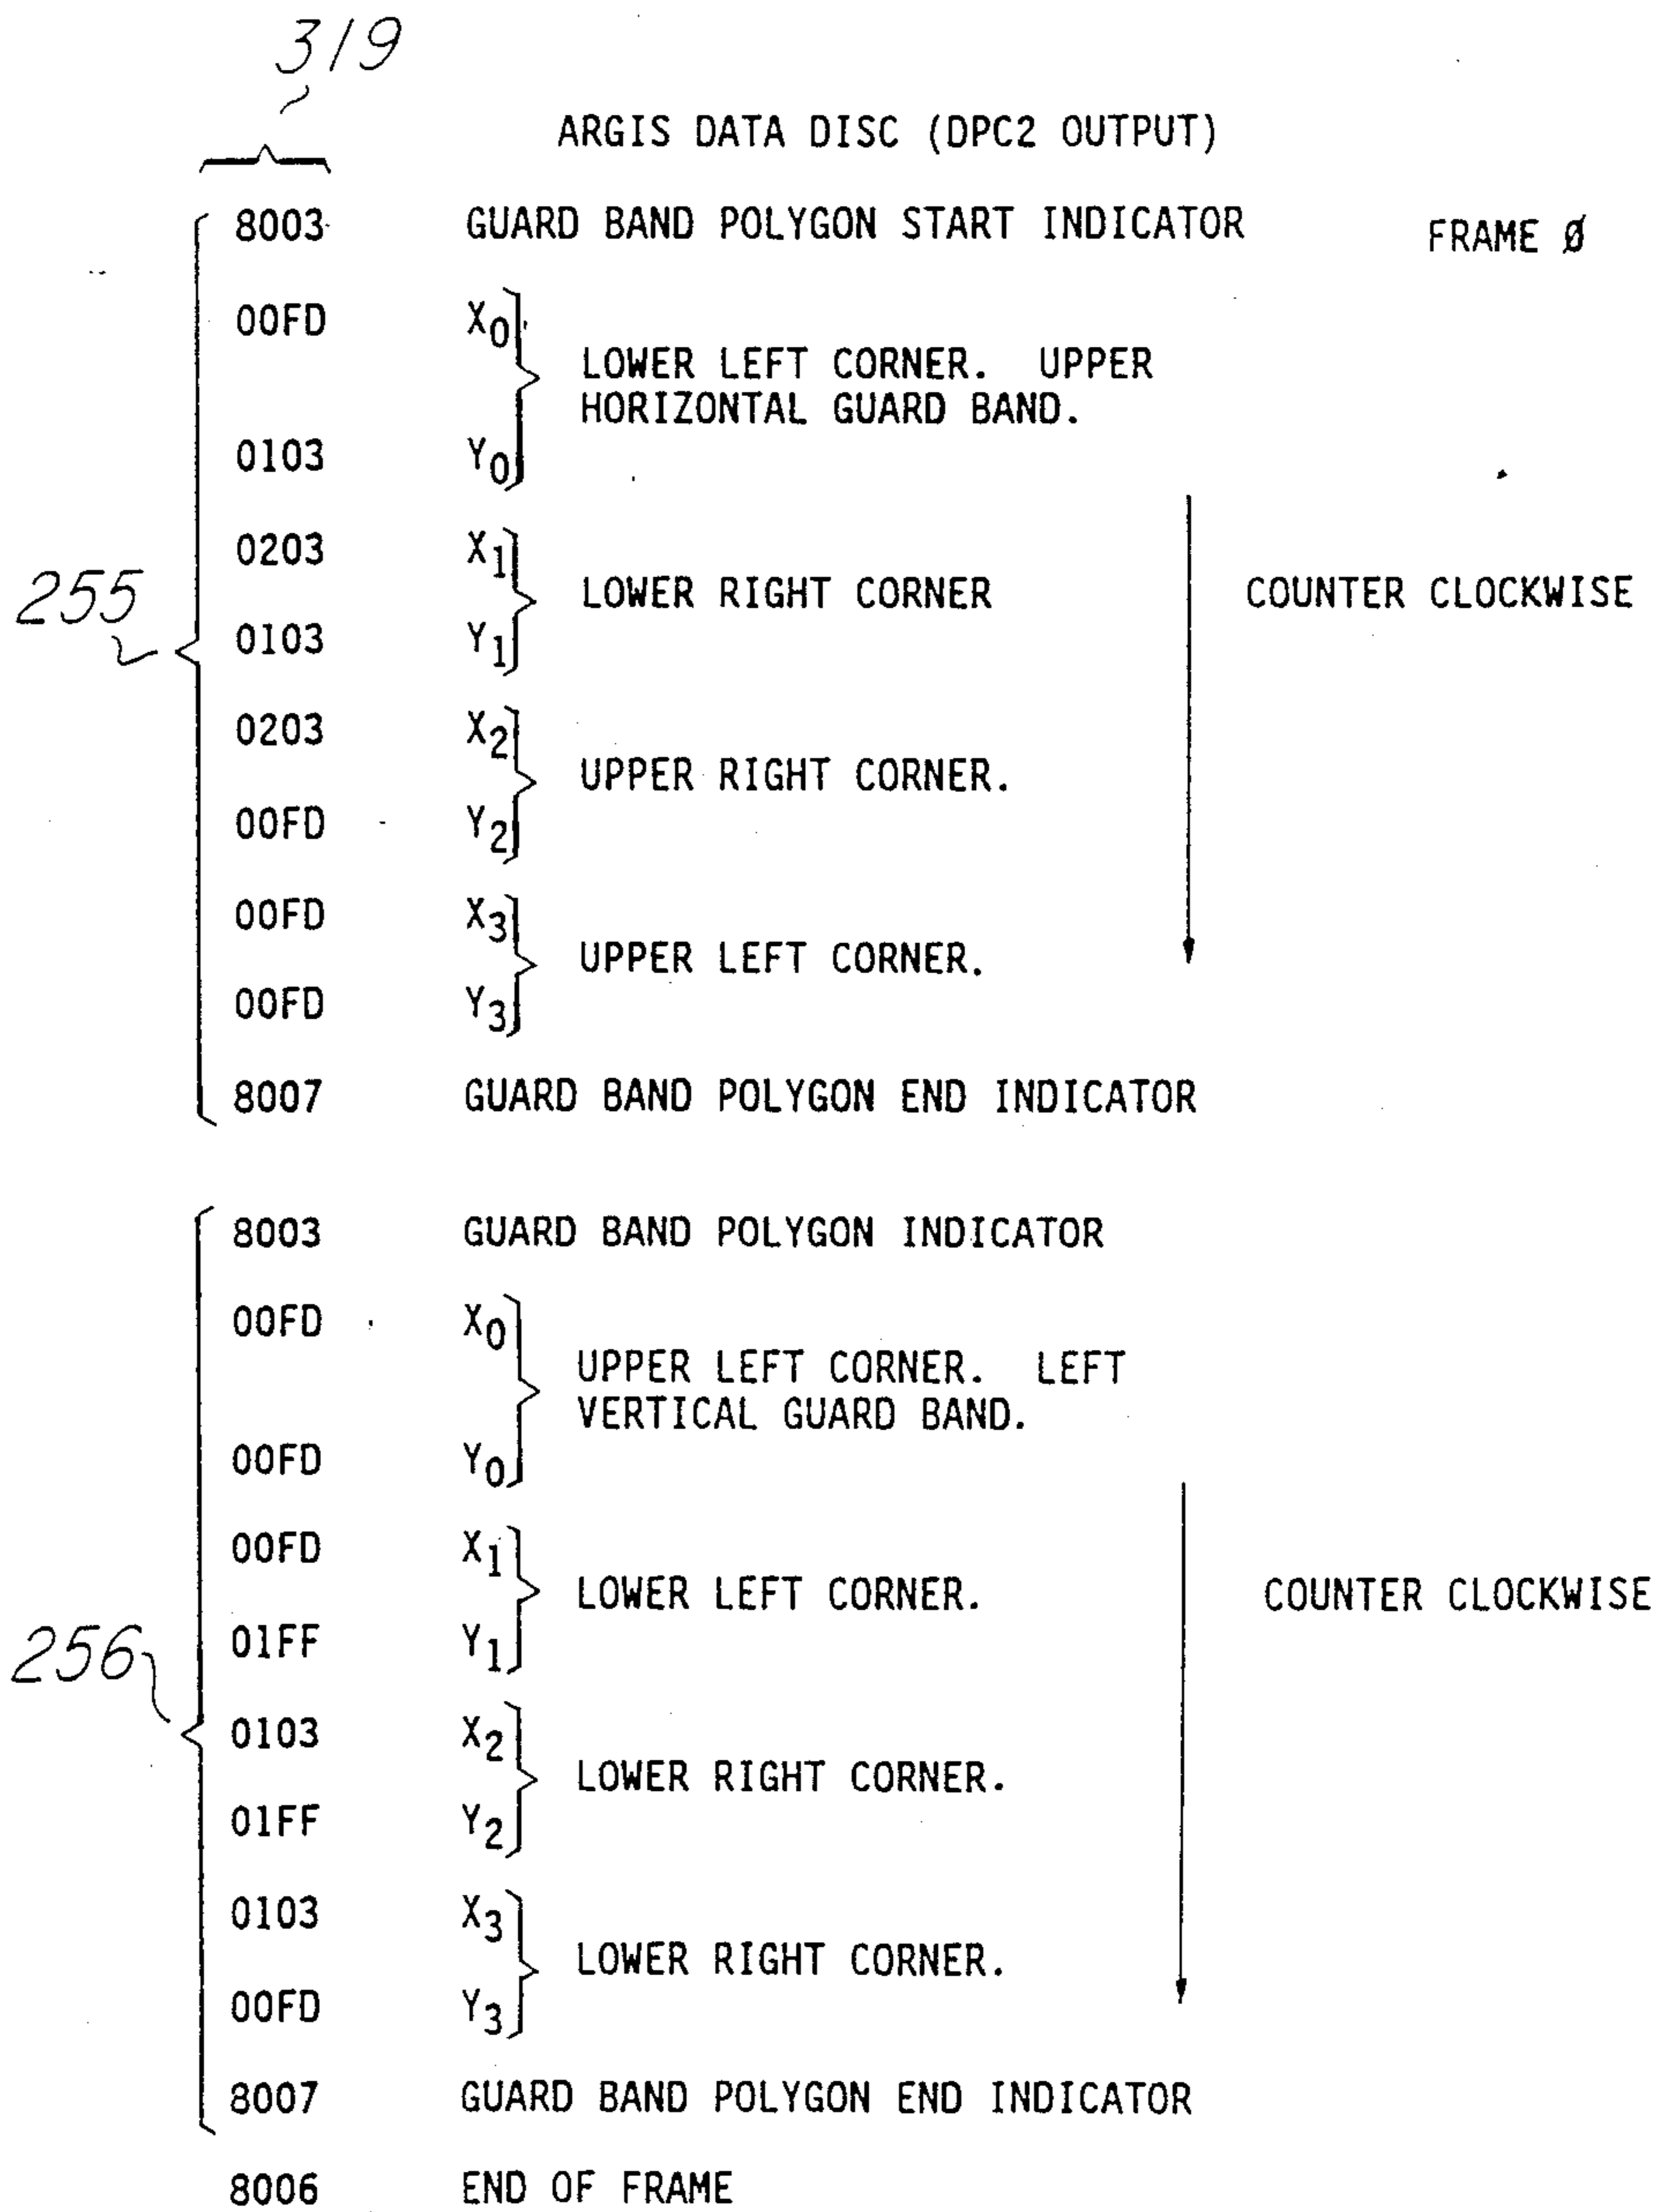 319
ARGIS DATA DISC (DPC2 OUTPUT)
8003 GUARD BAND POLYGON START INDICATOR FRAME Ø
00FD X0
LOWER LEFT CORNER. UPPER
HORIZONTAL GUARD BAND.
0103 Y0
0203 X1
255 LOWER RIGHT CORNER COUNTER CLOCKWISE
0103 Y1
0203 X2
UPPER RIGHT CORNER.
00FD Y2
00FD X3
UPPER LEFT CORNER.
00FD Y3
8007 GUARD BAND POLYGON END INDICATOR
8003 GUARD BAND POLYGON INDICATOR
00FD X0
UPPER LEFT CORNER. LEFT
VERTICAL GUARD BAND.
00FD Y0
00FD X1
LOWER LEFT CORNER. COUNTER CLOCKWISE
01FF Y1
256
0103 X2
LOWER RIGHT CORNER.
01FF Y2
0103 X3
LOWER RIGHT CORNER.
00FD Y3
8007 GUARD BAND POLYGON END INDICATOR
8006 END OF FRAME